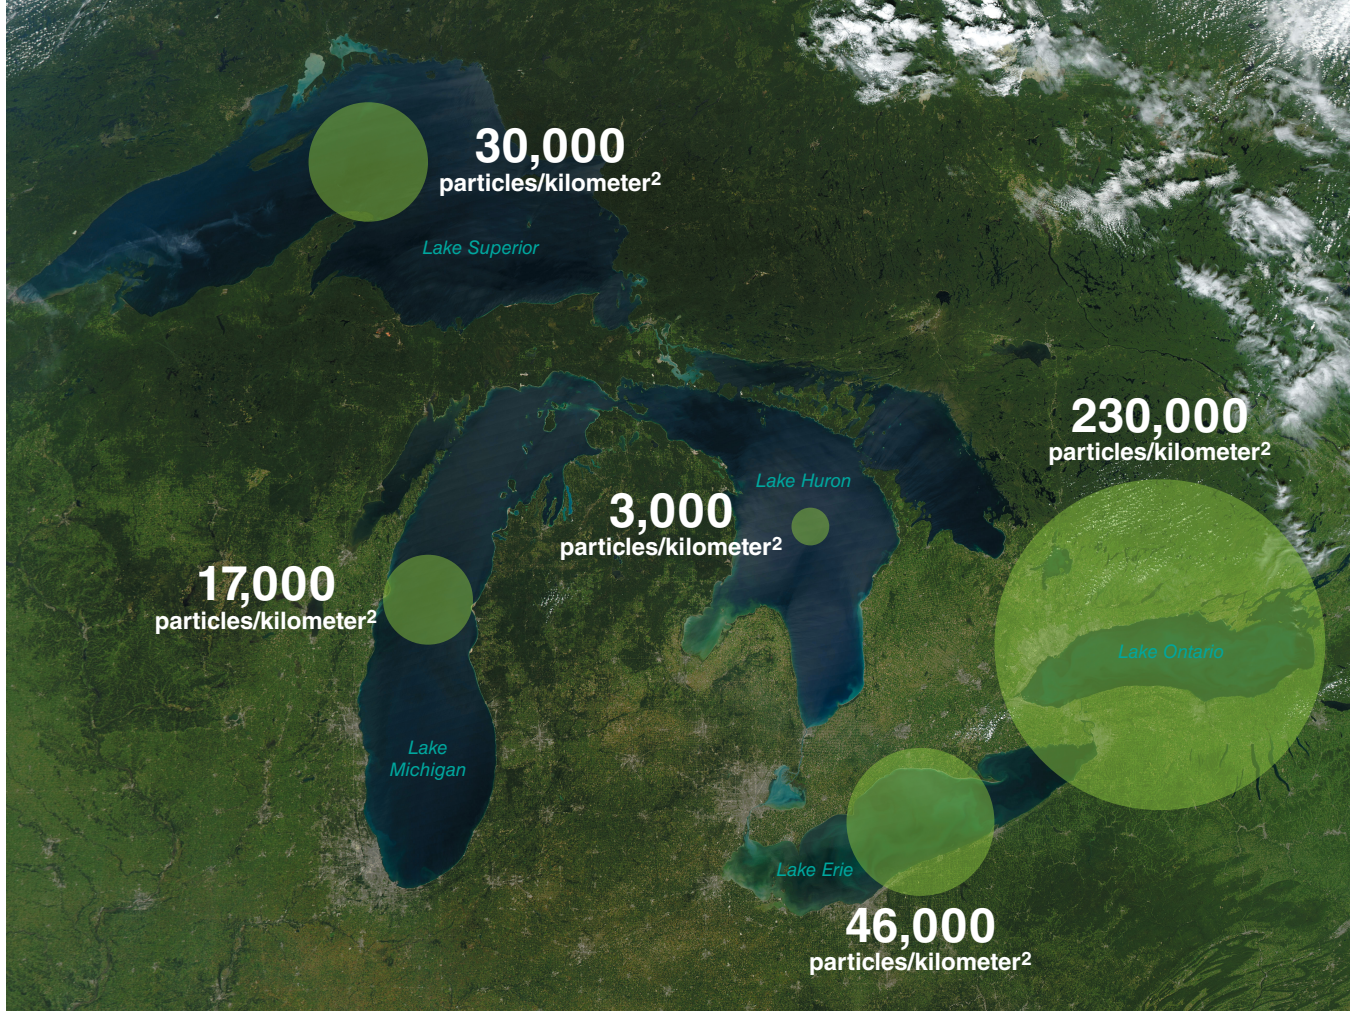 30,000
particles/kilometer²
Lake Superior
230,000
particles/kilometer²
Lake Huron
3,000
particles/kilometer²
17,000
particles/kilometer²
Lake Ontario
Lake
Michigan
Lake Erie
46,000
particles/kilometer²